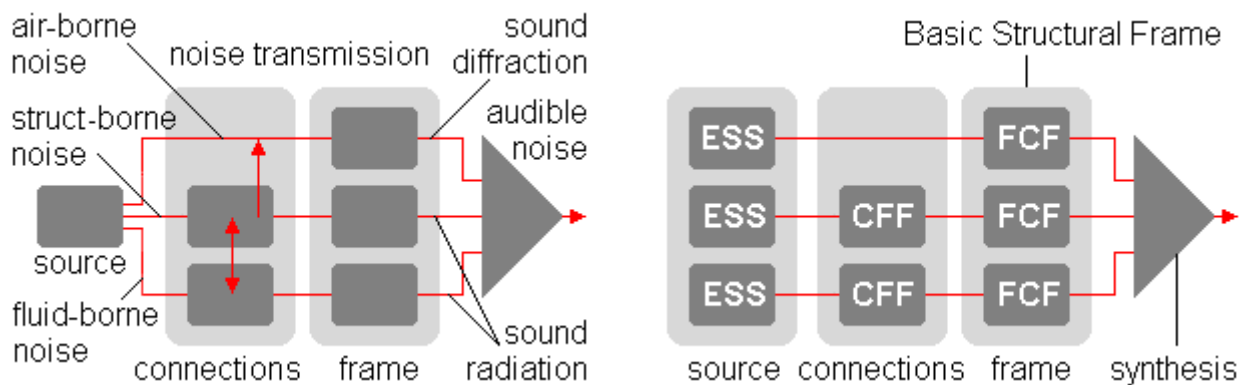 air-borne
noise
noise transmission
sound
diffraction
struct-borne
noise
audible
noise
source
fluid-borne
noise
connections
frame
sound
radiation
Basic Structural Frame
ESS
FCF
ESS
CFF
FCF
ESS
CFF
FCF
source
connections
frame
synthesis